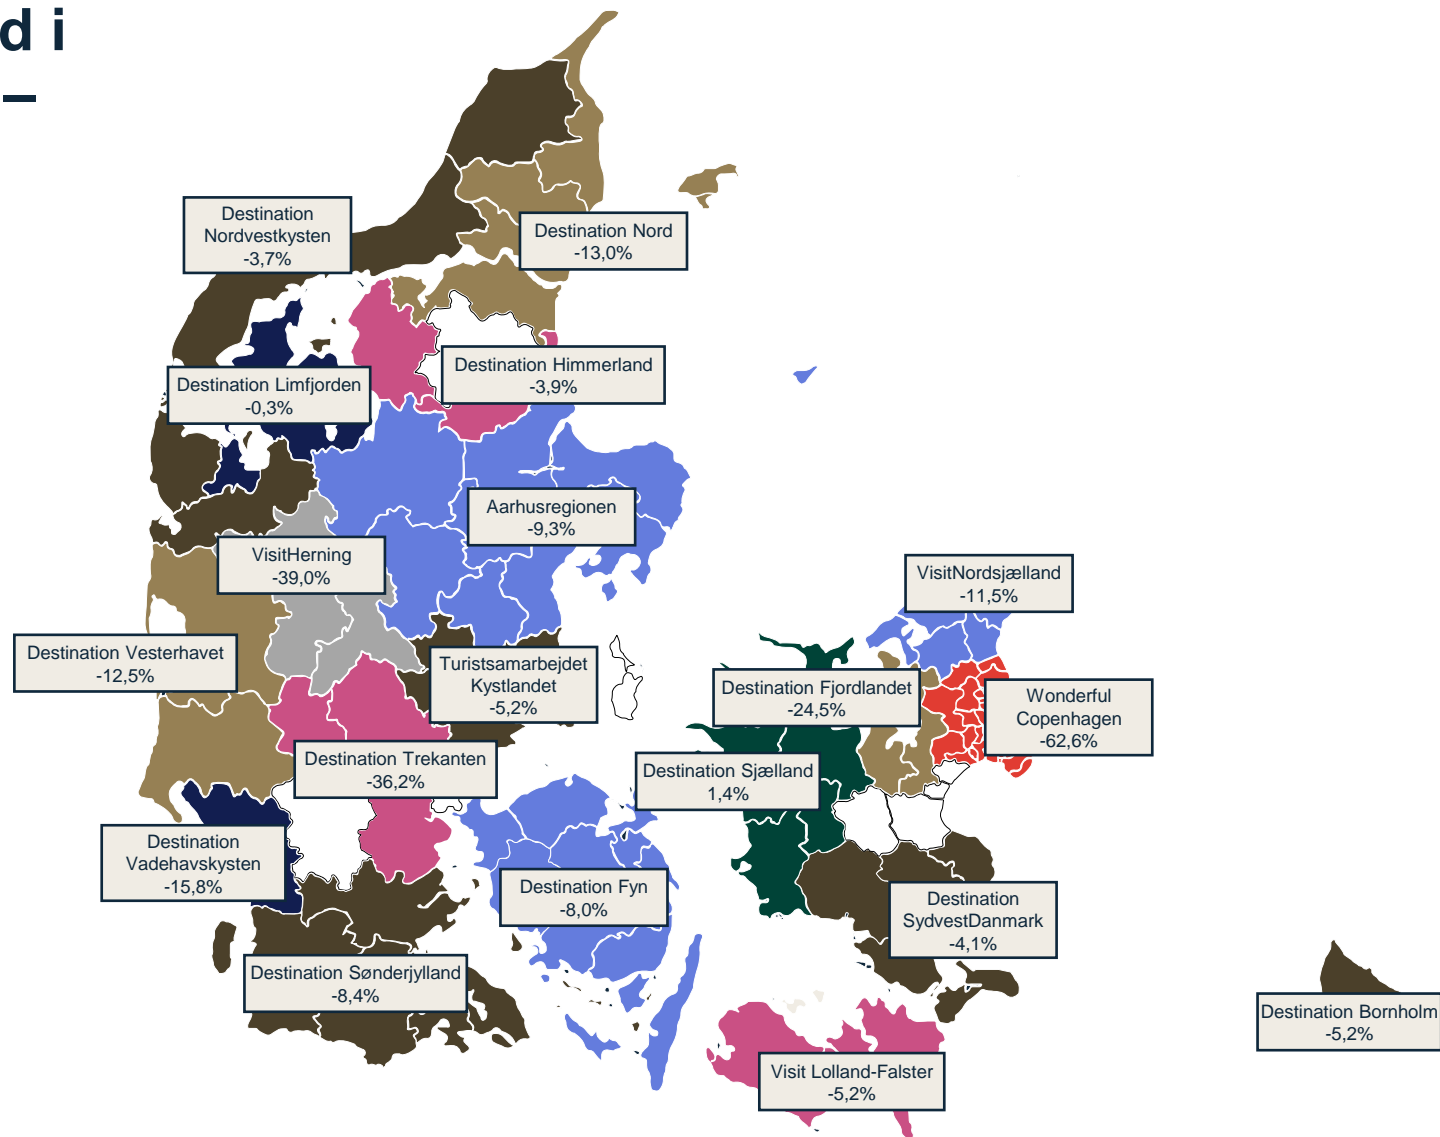 d i
–
Destination
Nordvestkysten
-3,7%
Destination Nord
-13,0%
Destination Himmerland
-3,9%
Destination Limfjorden
-0,3%
Aarhusregionen
-9,3%
VisitHerning
-39,0%
VisitNordsjælland
-11,5%
Destination Vesterhavet
-12,5%
Turistsamarbejdet
Kystlandet
-5,2%
Destination Fjordlandet
-24,5%
Wonderful
Copenhagen
-62,6%
Destination Trekanten
-36,2%
Destination Sjælland
1,4%
Destination
Vadehavskysten
-15,8%
Destination Fyn
-8,0%
Destination
SydvestDanmark
-4,1%
Destination Sønderjylland
-8,4%
Destination Bornholm
-5,2%
Visit Lolland-Falster
-5,2%